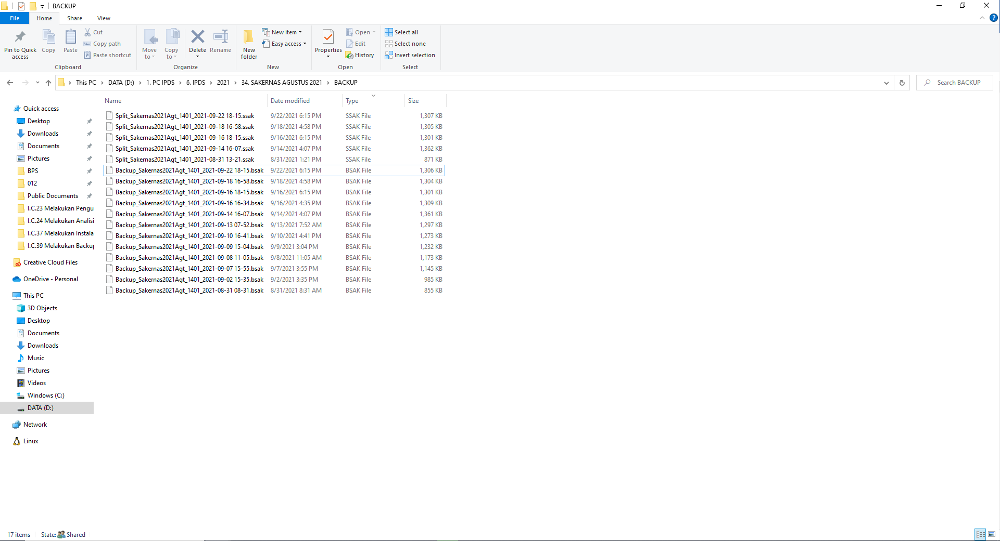 BACKUP
File Home Share View
Pin to Quick access
Copy
Paste
Cut
Copy path
Paste shortcut
Clipboard
Move to
Copy to
Delete
Rename
Organize
New folder
New item
Easy access
New
Properties
Open
Edit
History
Open
Select all
Select none
Invert selection
Select
This PC > DATA (D:) > 1. PC IPDS > 6. IPDS > 2021 > 34. SAKERNAS AGUSTUS 2021 > BACKUP
Search BACKUP
Quick access
Desktop
Downloads
Documents
Pictures
BPS
012
Public Documents
I.C.23 Melakukan Pengu
I.C.24 Melakukan Analisi
I.C.37 Melakukan Instala
I.C.39 Melakukan Backup
Creative Cloud Files
OneDrive - Personal
This PC
3D Objects
Desktop
Documents
Downloads
Music
Pictures
Videos
Windows (C:)
DATA (D:)
Network
Linux
Name Date modified Type Size
Split_Sakernas2021Agt_1401_2021-09-22 18-15.ssak 9/22/2021 6:15 PM SSAK File 1,307 KB
Split_Sakernas2021Agt_1401_2021-09-18 16-58.ssak 9/18/2021 4:58 PM SSAK File 1,305 KB
Split_Sakernas2021Agt_1401_2021-09-16 18-15.ssak 9/16/2021 6:15 PM SSAK File 1,301 KB
Split_Sakernas2021Agt_1401_2021-09-14 16-07.ssak 9/14/2021 4:07 PM SSAK File 1,362 KB
Split_Sakernas2021Agt_1401_2021-08-31 13-21.ssak 8/31/2021 1:21 PM SSAK File 871 KB
Backup_Sakernas2021Agt_1401_2021-09-22 18-15.bsak 9/22/2021 6:15 PM BSAK File 1,306 KB
Backup_Sakernas2021Agt_1401_2021-09-18 16-58.bsak 9/18/2021 4:58 PM BSAK File 1,304 KB
Backup_Sakernas2021Agt_1401_2021-09-16 18-15.bsak 9/16/2021 6:15 PM BSAK File 1,301 KB
Backup_Sakernas2021Agt_1401_2021-09-16 16-34.bsak 9/16/2021 4:35 PM BSAK File 1,309 KB
Backup_Sakernas2021Agt_1401_2021-09-14 16-07.bsak 9/14/2021 4:07 PM BSAK File 1,361 KB
Backup_Sakernas2021Agt_1401_2021-09-13 07-52.bsak 9/13/2021 7:52 AM BSAK File 1,297 KB
Backup_Sakernas2021Agt_1401_2021-09-10 16-41.bsak 9/10/2021 4:41 PM BSAK File 1,273 KB
Backup_Sakernas2021Agt_1401_2021-09-09 15-04.bsak 9/9/2021 3:04 PM BSAK File 1,232 KB
Backup_Sakernas2021Agt_1401_2021-09-08 11-05.bsak 9/8/2021 11:05 AM BSAK File 1,173 KB
Backup_Sakernas2021Agt_1401_2021-09-07 15-55.bsak 9/7/2021 3:55 PM BSAK File 1,145 KB
Backup_Sakernas2021Agt_1401_2021-09-02 15-35.bsak 9/2/2021 3:35 PM BSAK File 985 KB
Backup_Sakernas2021Agt_1401_2021-08-31 08-31.bsak 8/31/2021 8:31 AM BSAK File 855 KB
17 items State: Shared